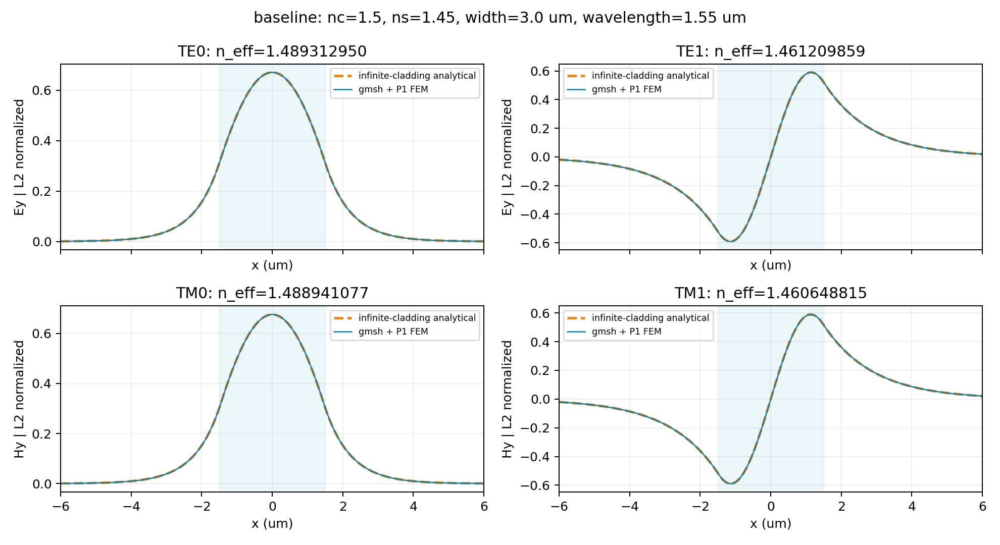 baseline: nc=1.5, ns=1.45, width=3.0 um, wavelength=1.55 um
TE0: n_eff=1.489312950
Ey | L2 normalized
0.6
0.4
0.2
0.0
infinite-cladding analytical
gmsh + P1 FEM
x (um)
TE1: n_eff=1.461209859
Ey | L2 normalized
0.6
0.4
0.2
0.0
−0.2
−0.4
−0.6
infinite-cladding analytical
gmsh + P1 FEM
x (um)
TM0: n_eff=1.488941077
Hy | L2 normalized
0.6
0.4
0.2
0.0
infinite-cladding analytical
gmsh + P1 FEM
−6 −4 −2 0 2 4 6
x (um)
TM1: n_eff=1.460648815
Hy | L2 normalized
0.6
0.4
0.2
0.0
−0.2
−0.4
−0.6
infinite-cladding analytical
gmsh + P1 FEM
−6 −4 −2 0 2 4 6
x (um)